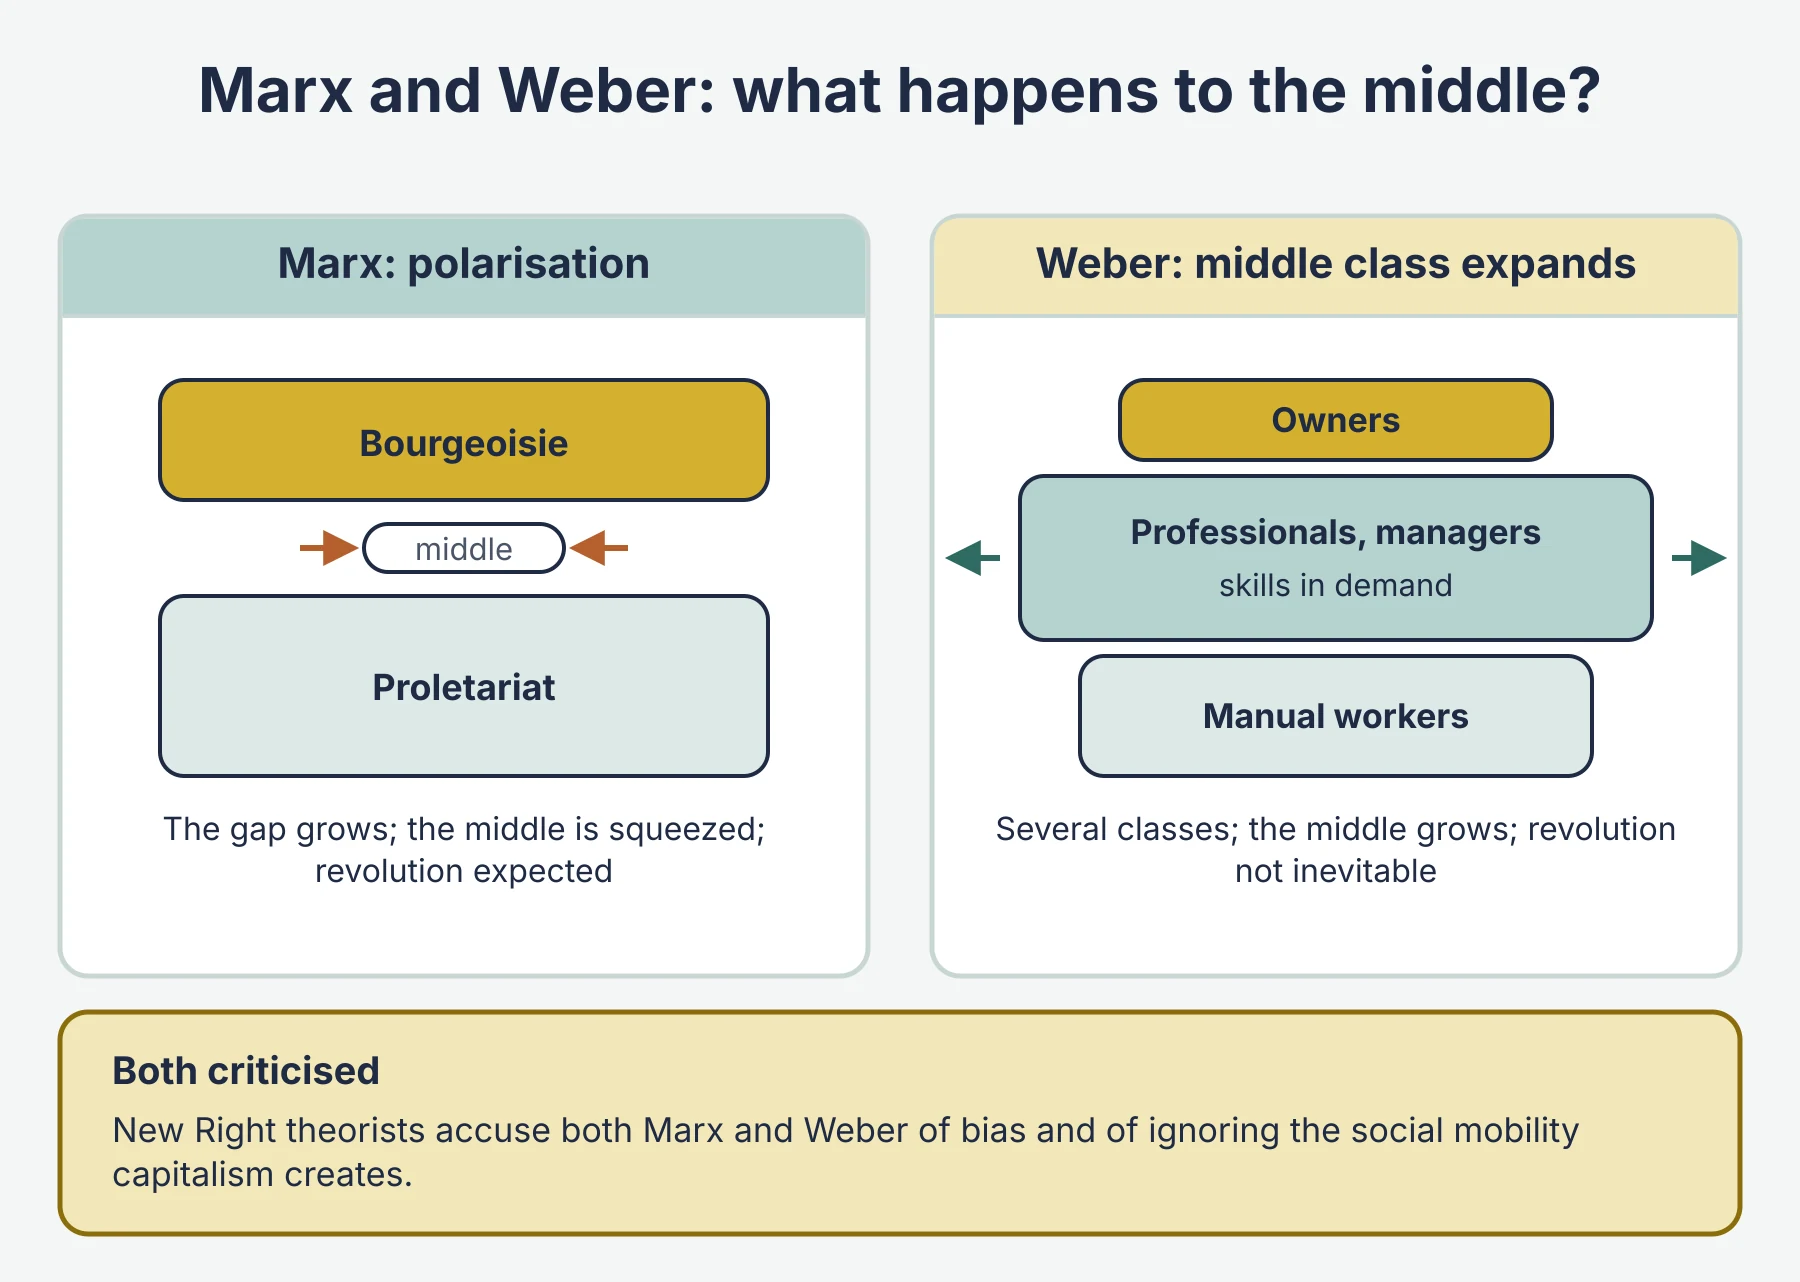 Marx and Weber: what happens to the middle?
Marx: polarisation
Bourgeoisie
middle
Proletariat
The gap grows; the middle is squeezed;
revolution expected
Weber: middle class expands
Owners
Professionals, managers
skills in demand
Manual workers
Several classes; the middle grows; revolution
not inevitable
Both criticised
New Right theorists accuse both Marx and Weber of bias and of ignoring the social mobility
capitalism creates.